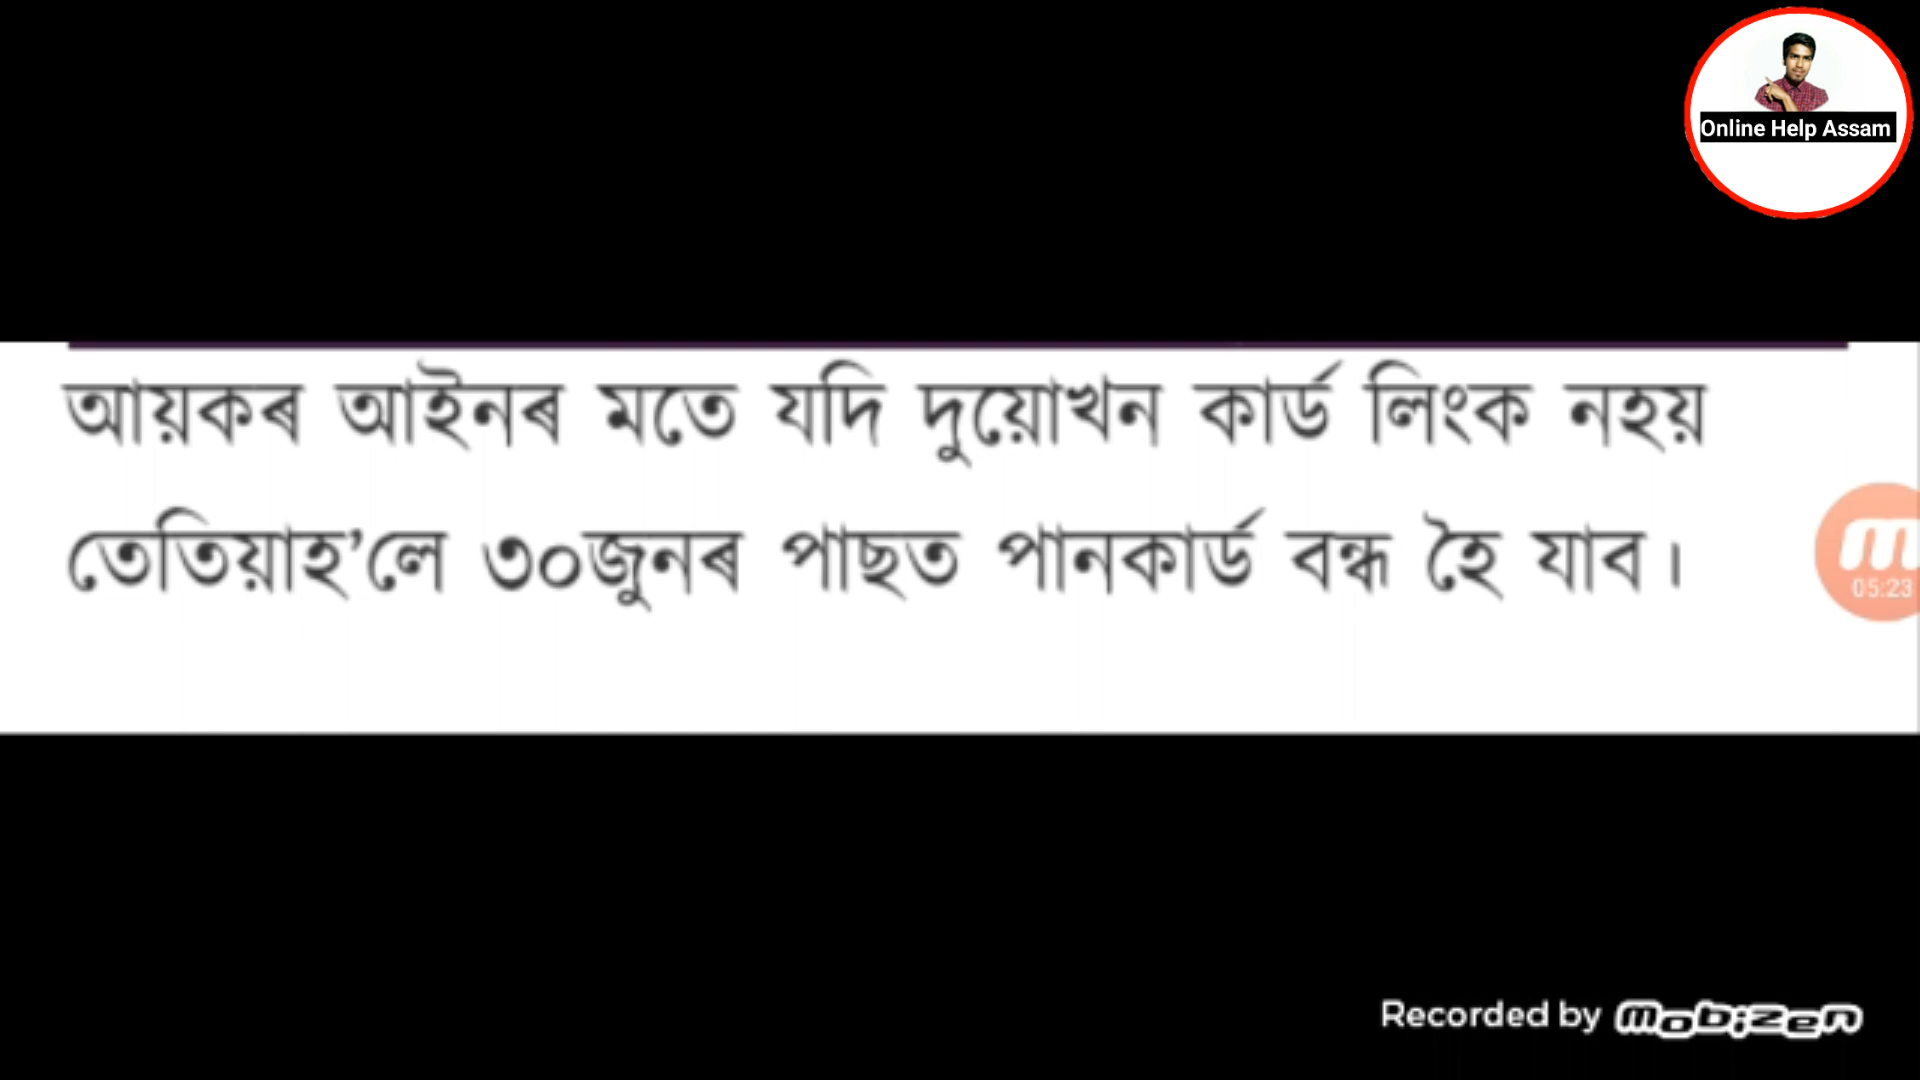 Online Help Assam
আয়কৰ আইনৰ মতে যদি দুয়োখন কাৰ্ড লিংক নহয়
তেতিয়াহ’লে ৩০জুনৰ পাছত পানকাৰ্ড বন্ধ হৈ যাব।
m
05:23
Recorded by mobizen